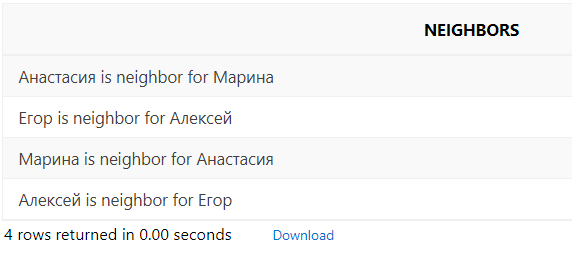 NEIGHBORS
Анастасия is neighbor for Марина
Егор is neighbor for Алексей
Марина is neighbor for Анастасия
Алексей is neighbor for Егор
4 rows returned in 0.00 seconds Download